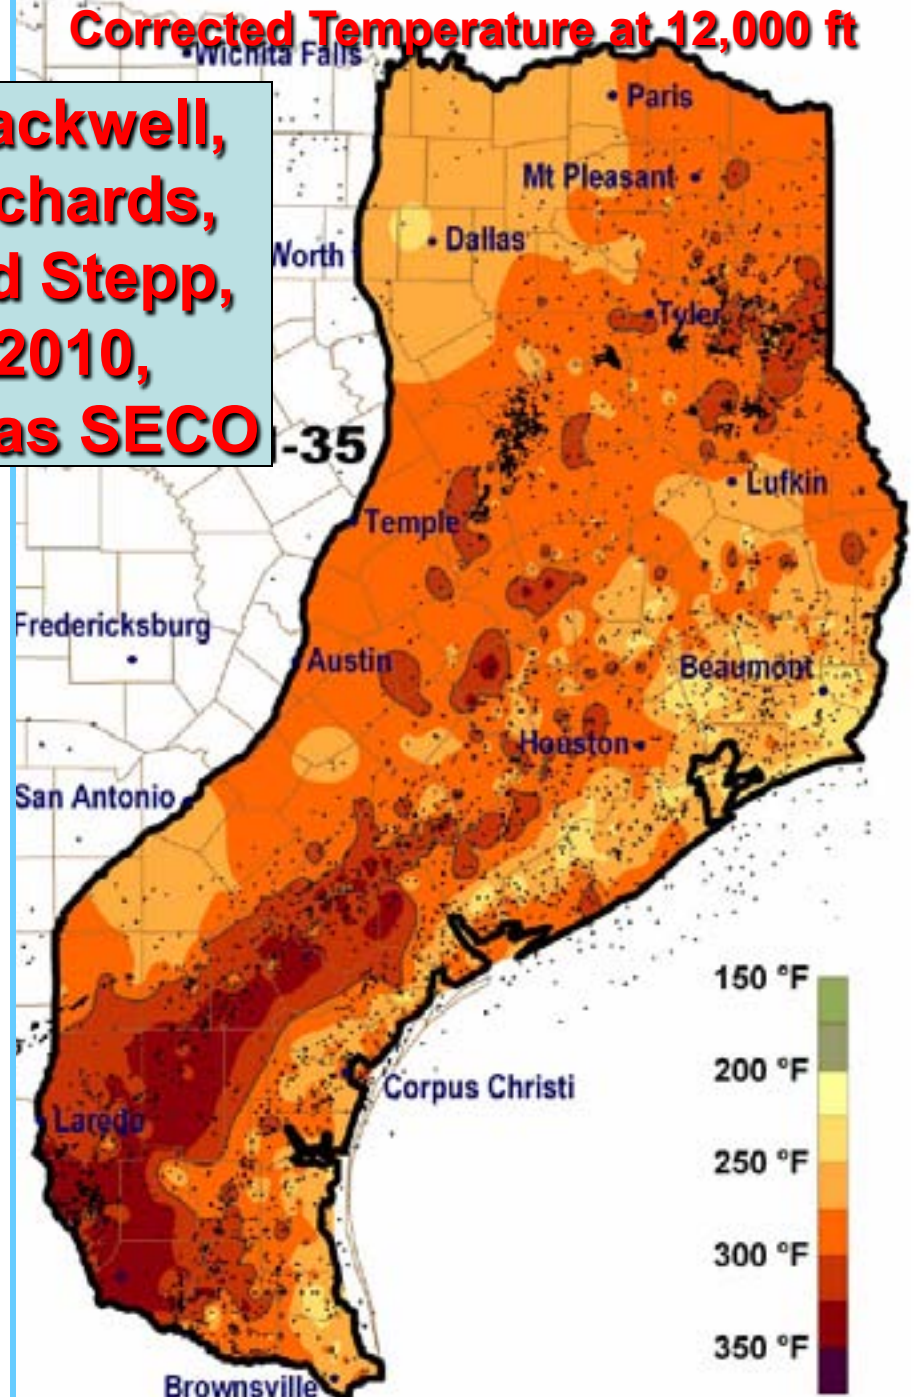 Corrected Temperature at 12,000 ft
Wichita Falls
ackwell,
chards,
d Stepp,
2010,
as SECO
Paris
Mt Pleasant
Dallas
Worth
Tyler
-35
Lufkin
Temple
Fredericksburg
Austin
Beaumont
Houston
San Antonio
150 °F
200 °F
Corpus Christi
Laredo
250 °F
300 °F
350 °F
Brownsville